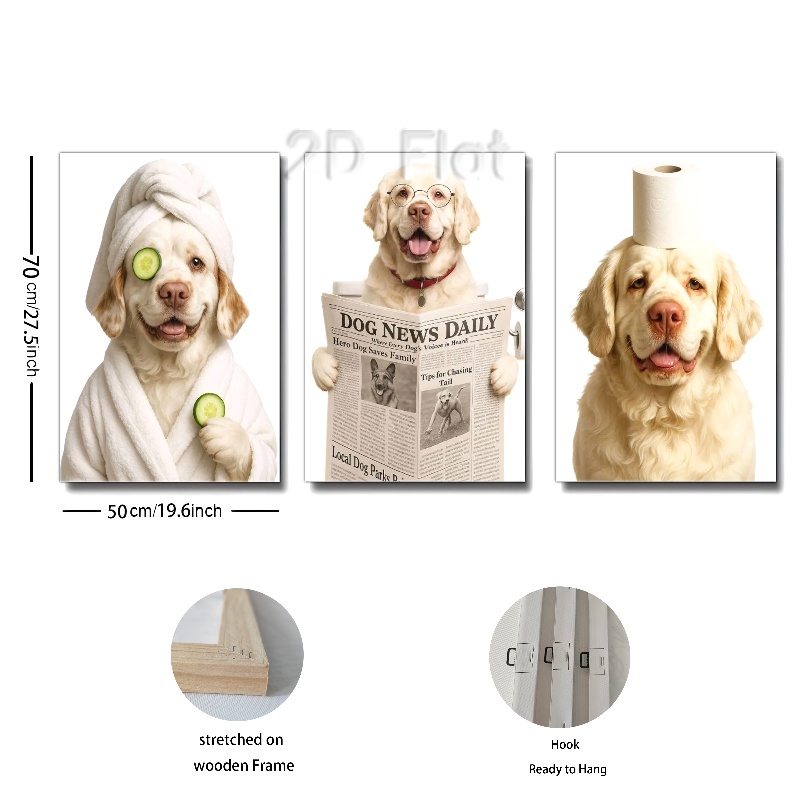 2D Flat
70cm/27.5inch
DOG NEWS DAILY
Where Every Dog's Voice is Heard!
Hero Dog Saves Family
Tips for Chasing
Tail
Local Dog Parks
50cm/19.6inch
stretched on
wooden Frame
Hook
Ready to Hang